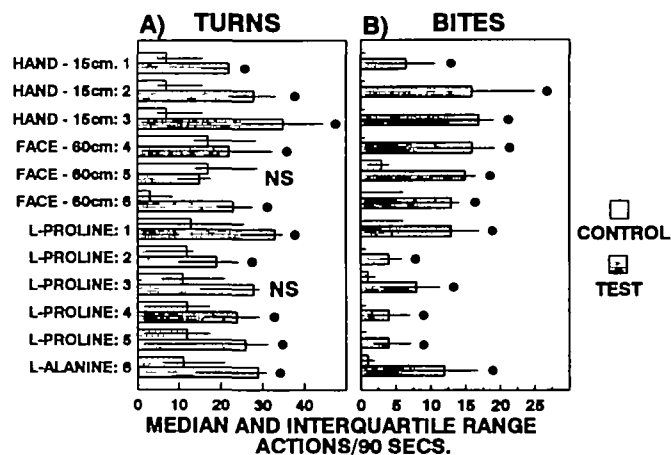 A) TURNS B) BITES
HAND - 15cm. 1
HAND - 15cm: 2
HAND - 15cm: 3
FACE - 60cm: 4
FACE - 60cm: 5 NS
FACE - 60cm: 6
L-PROLINE: 1
L-PROLINE: 2
L-PROLINE: 3 NS
L-PROLINE: 4
L-PROLINE: 5
L-ALANINE: 6
CONTROL
TEST
0 10 20 30 40 0 5 10 15 20 25
MEDIAN AND INTERQUARTILE RANGE
ACTIONS/90 SECS.